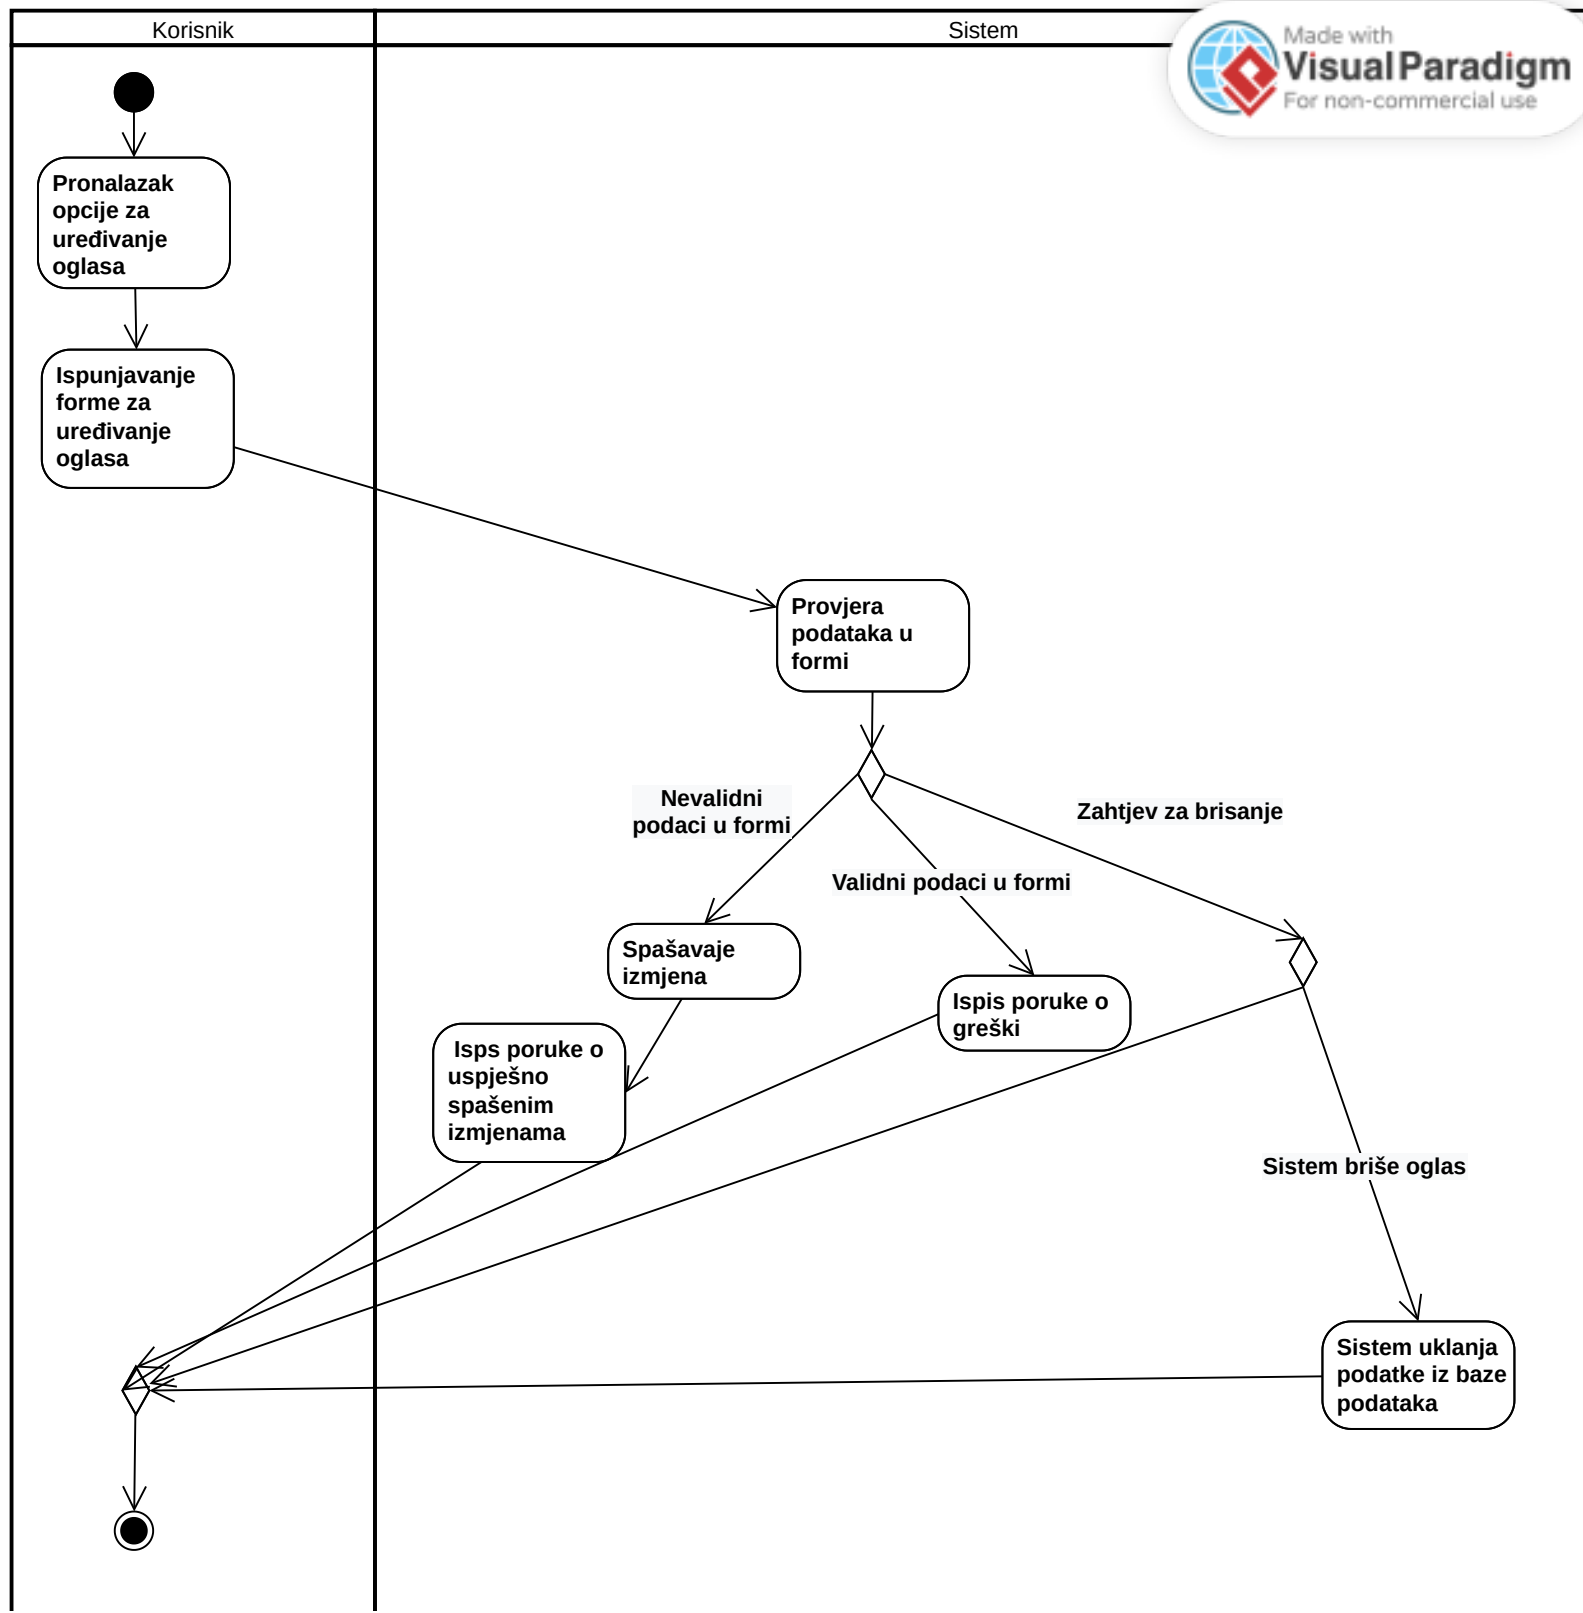 Korisnik
Sistem
Made with
Visual Paradigm
For non-commercial use
Pronalazak
opcije za
uređivanje
oglasa
Ispunjavanje
forme za
uređivanje
oglasa
Provjera
podataka u
formi
Nevalidni
podaci u formi
Zahtjev za brisanje
Validni podaci u formi
Spašavaje
izmjena
Ispis poruke o
greški
Isps poruke o
uspješno
spašenim
izmjenama
Sistem briše oglas
Sistem uklanja
podatke iz baze
podataka